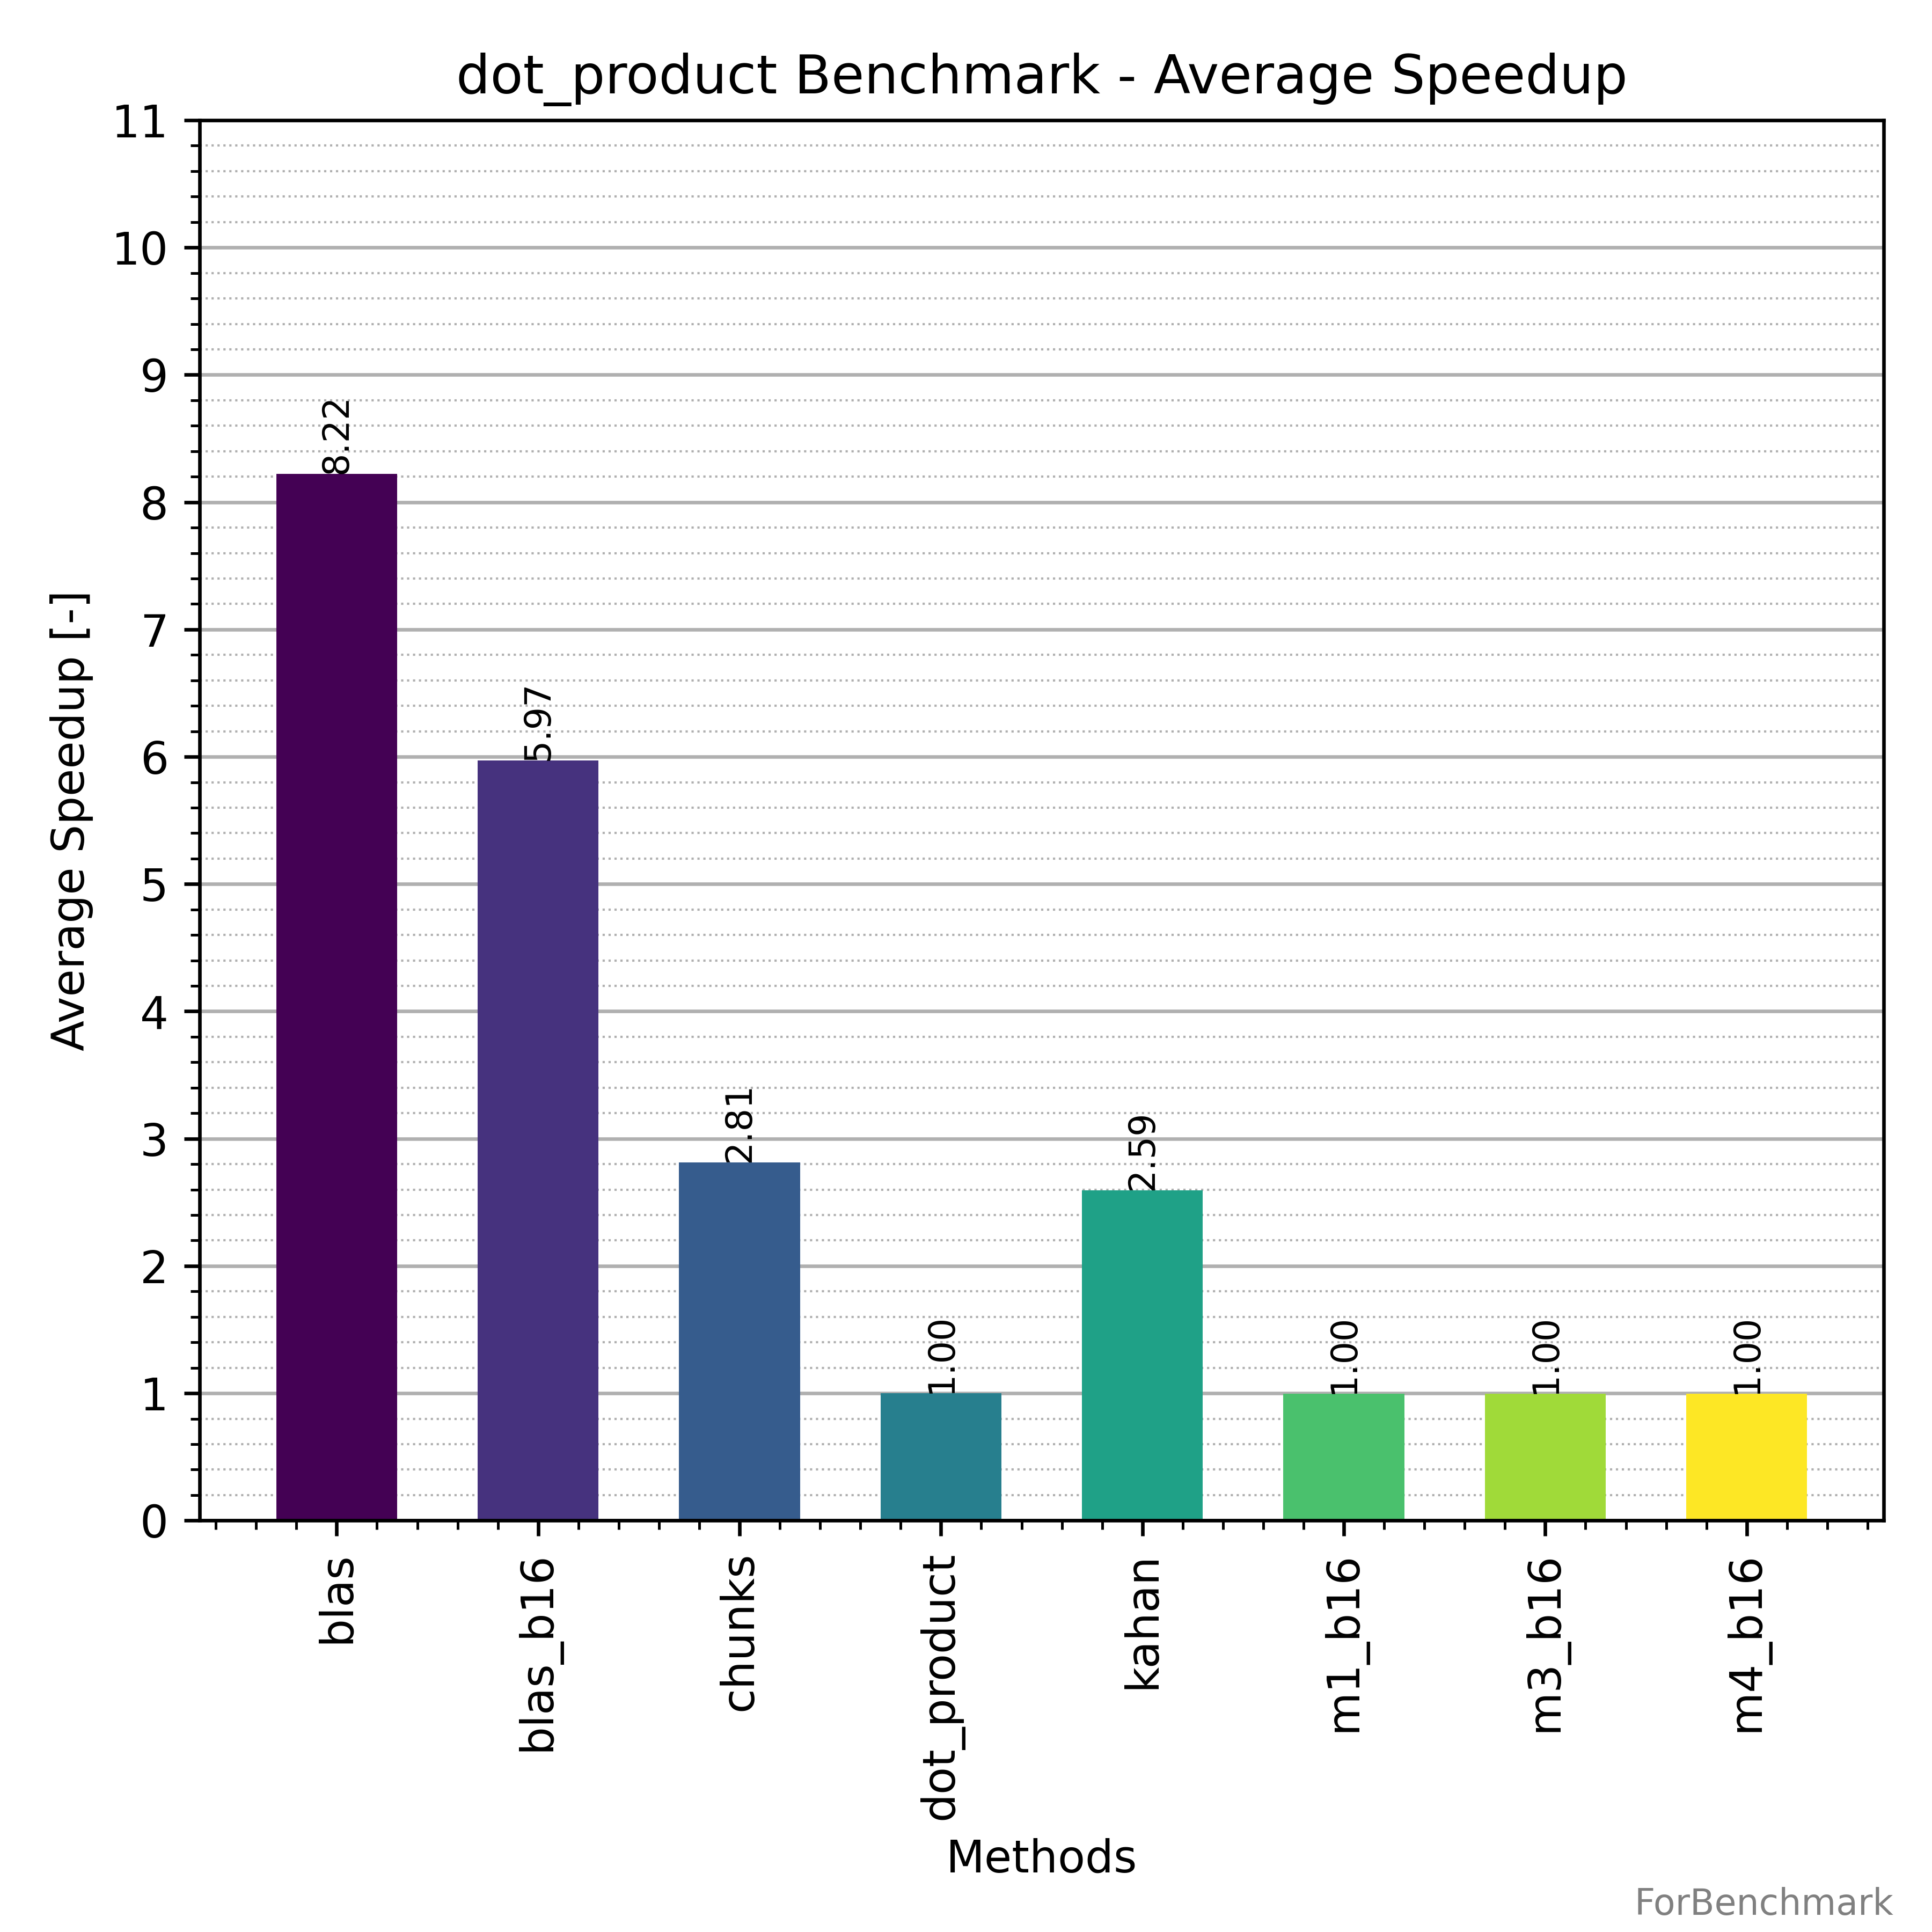 dot_product Benchmark - Average Speedup
11
10
9
8
7
6
5
4
3
2
1
0
Average Speedup [-]
8.22
5.97
2.81
1.00
2.59
1.00
1.00
1.00
blas
blas_b16
chunks
dot_product
kahan
m1_b16
m3_b16
m4_b16
Methods
ForBenchmark